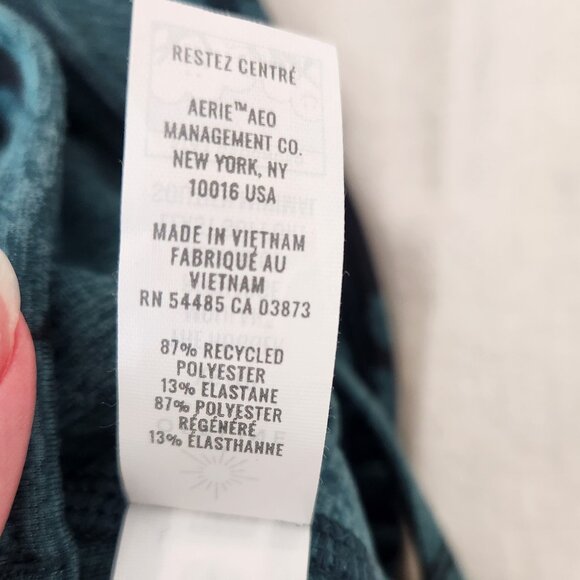 RESTEZ CENTRÉ
AERIE™AEO
MANAGEMENT CO.
NEW YORK, NY
10016 USA
MADE IN VIETNAM
FABRIQUÉ AU
VIETNAM
RN 54485 CA 03873
87% RECYCLED
POLYESTER
13% ELASTANE
87% POLYESTER
RÉGÉNÉRÉ
13% ÉLASTHANNE